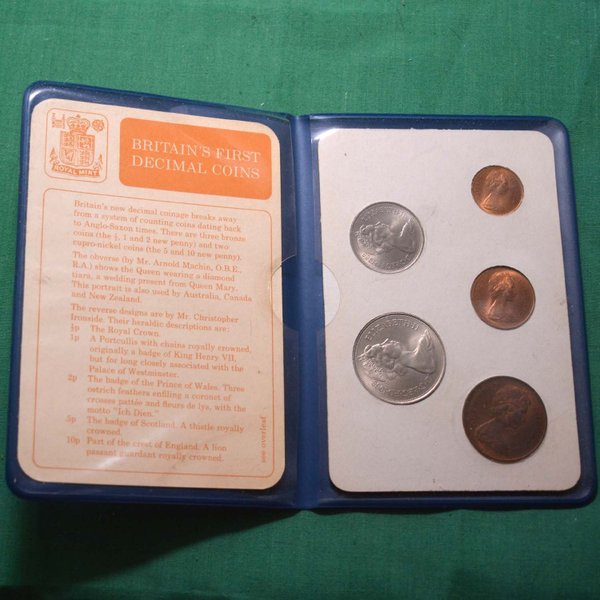 ROYAL MINT
BRITAIN'S FIRST
DECIMAL COINS
Britain's new decimal coinage breaks away
from a system of counting coins dating back
to Anglo-Saxon times. There are three bronze
coins (the ½, 1 and 2 new penny) and two
cupro-nickel coins (the 5 and 10 new penny).
The obverse (by Mr. Arnold Machin, O.B.E.,
R.A.) shows the Queen wearing a diamond
tiara, a wedding present from Queen Mary.
This portrait is also used by Australia, Canada
and New Zealand.
The reverse designs are by Mr. Christopher
Ironside. Their heraldic descriptions are:
½p The Royal Crown.
1p A Portcullis with chains royally crowned,
originally a badge of King Henry VII,
but for long closely associated with the
Palace of Westminster.
2p The badge of the Prince of Wales. Three
ostrich feathers enfiling a coronet of
crosses pattée and fleurs de lys, with the
motto "Ich Dien."
5p The badge of Scotland. A thistle royally
crowned.
10p Part of the crest of England. A lion
passant guardant royally crowned.
see overleaf